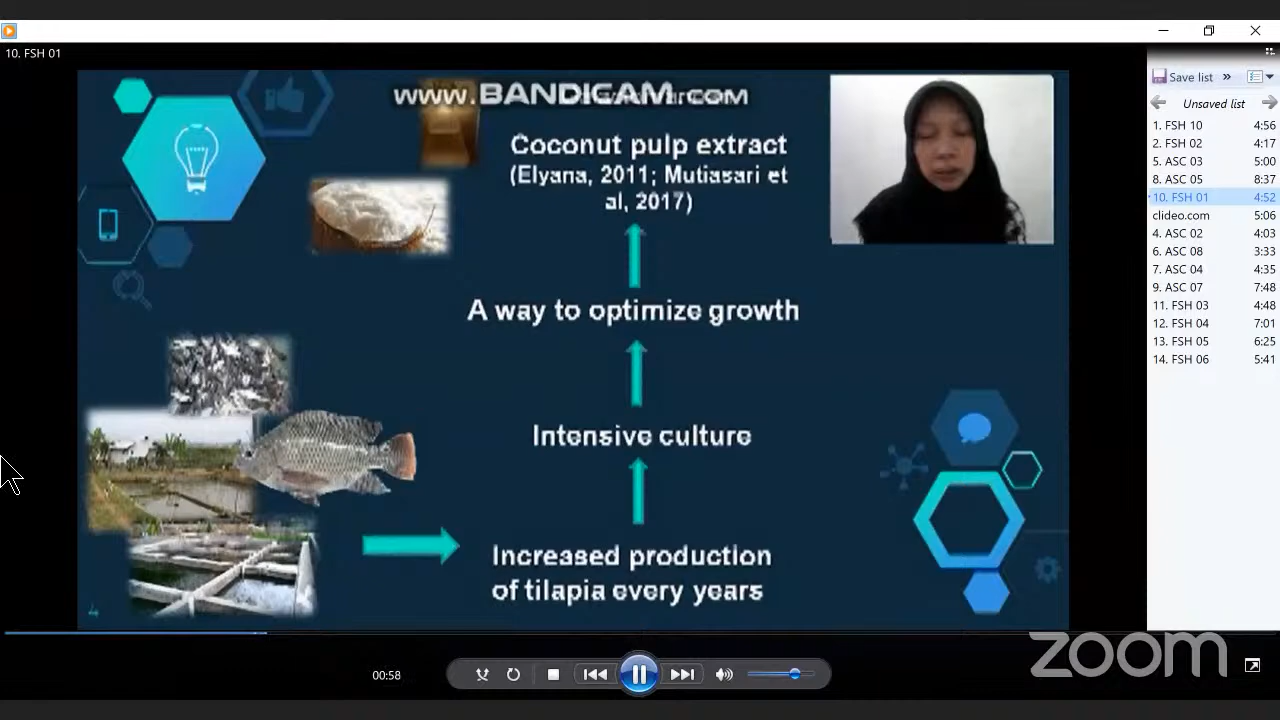 10. FSH 01
www.BANDICAM.com
Coconut pulp extract
(Elyana, 2011; Mutiasari et
al, 2017)
A way to optimize growth
Intensive culture
Increased production
of tilapia every years
4
Save list »
Unsaved list
1. FSH 10 4:56
2. FSH 02 4:17
5. ASC 03 5:00
8. ASC 05 8:37
10. FSH 01 4:52
clideo.com 5:06
4. ASC 02 4:03
6. ASC 08 3:33
7. ASC 04 4:35
9. ASC 07 7:48
11. FSH 03 4:48
12. FSH 04 7:01
13. FSH 05 6:25
14. FSH 06 5:41
00:58
zoom